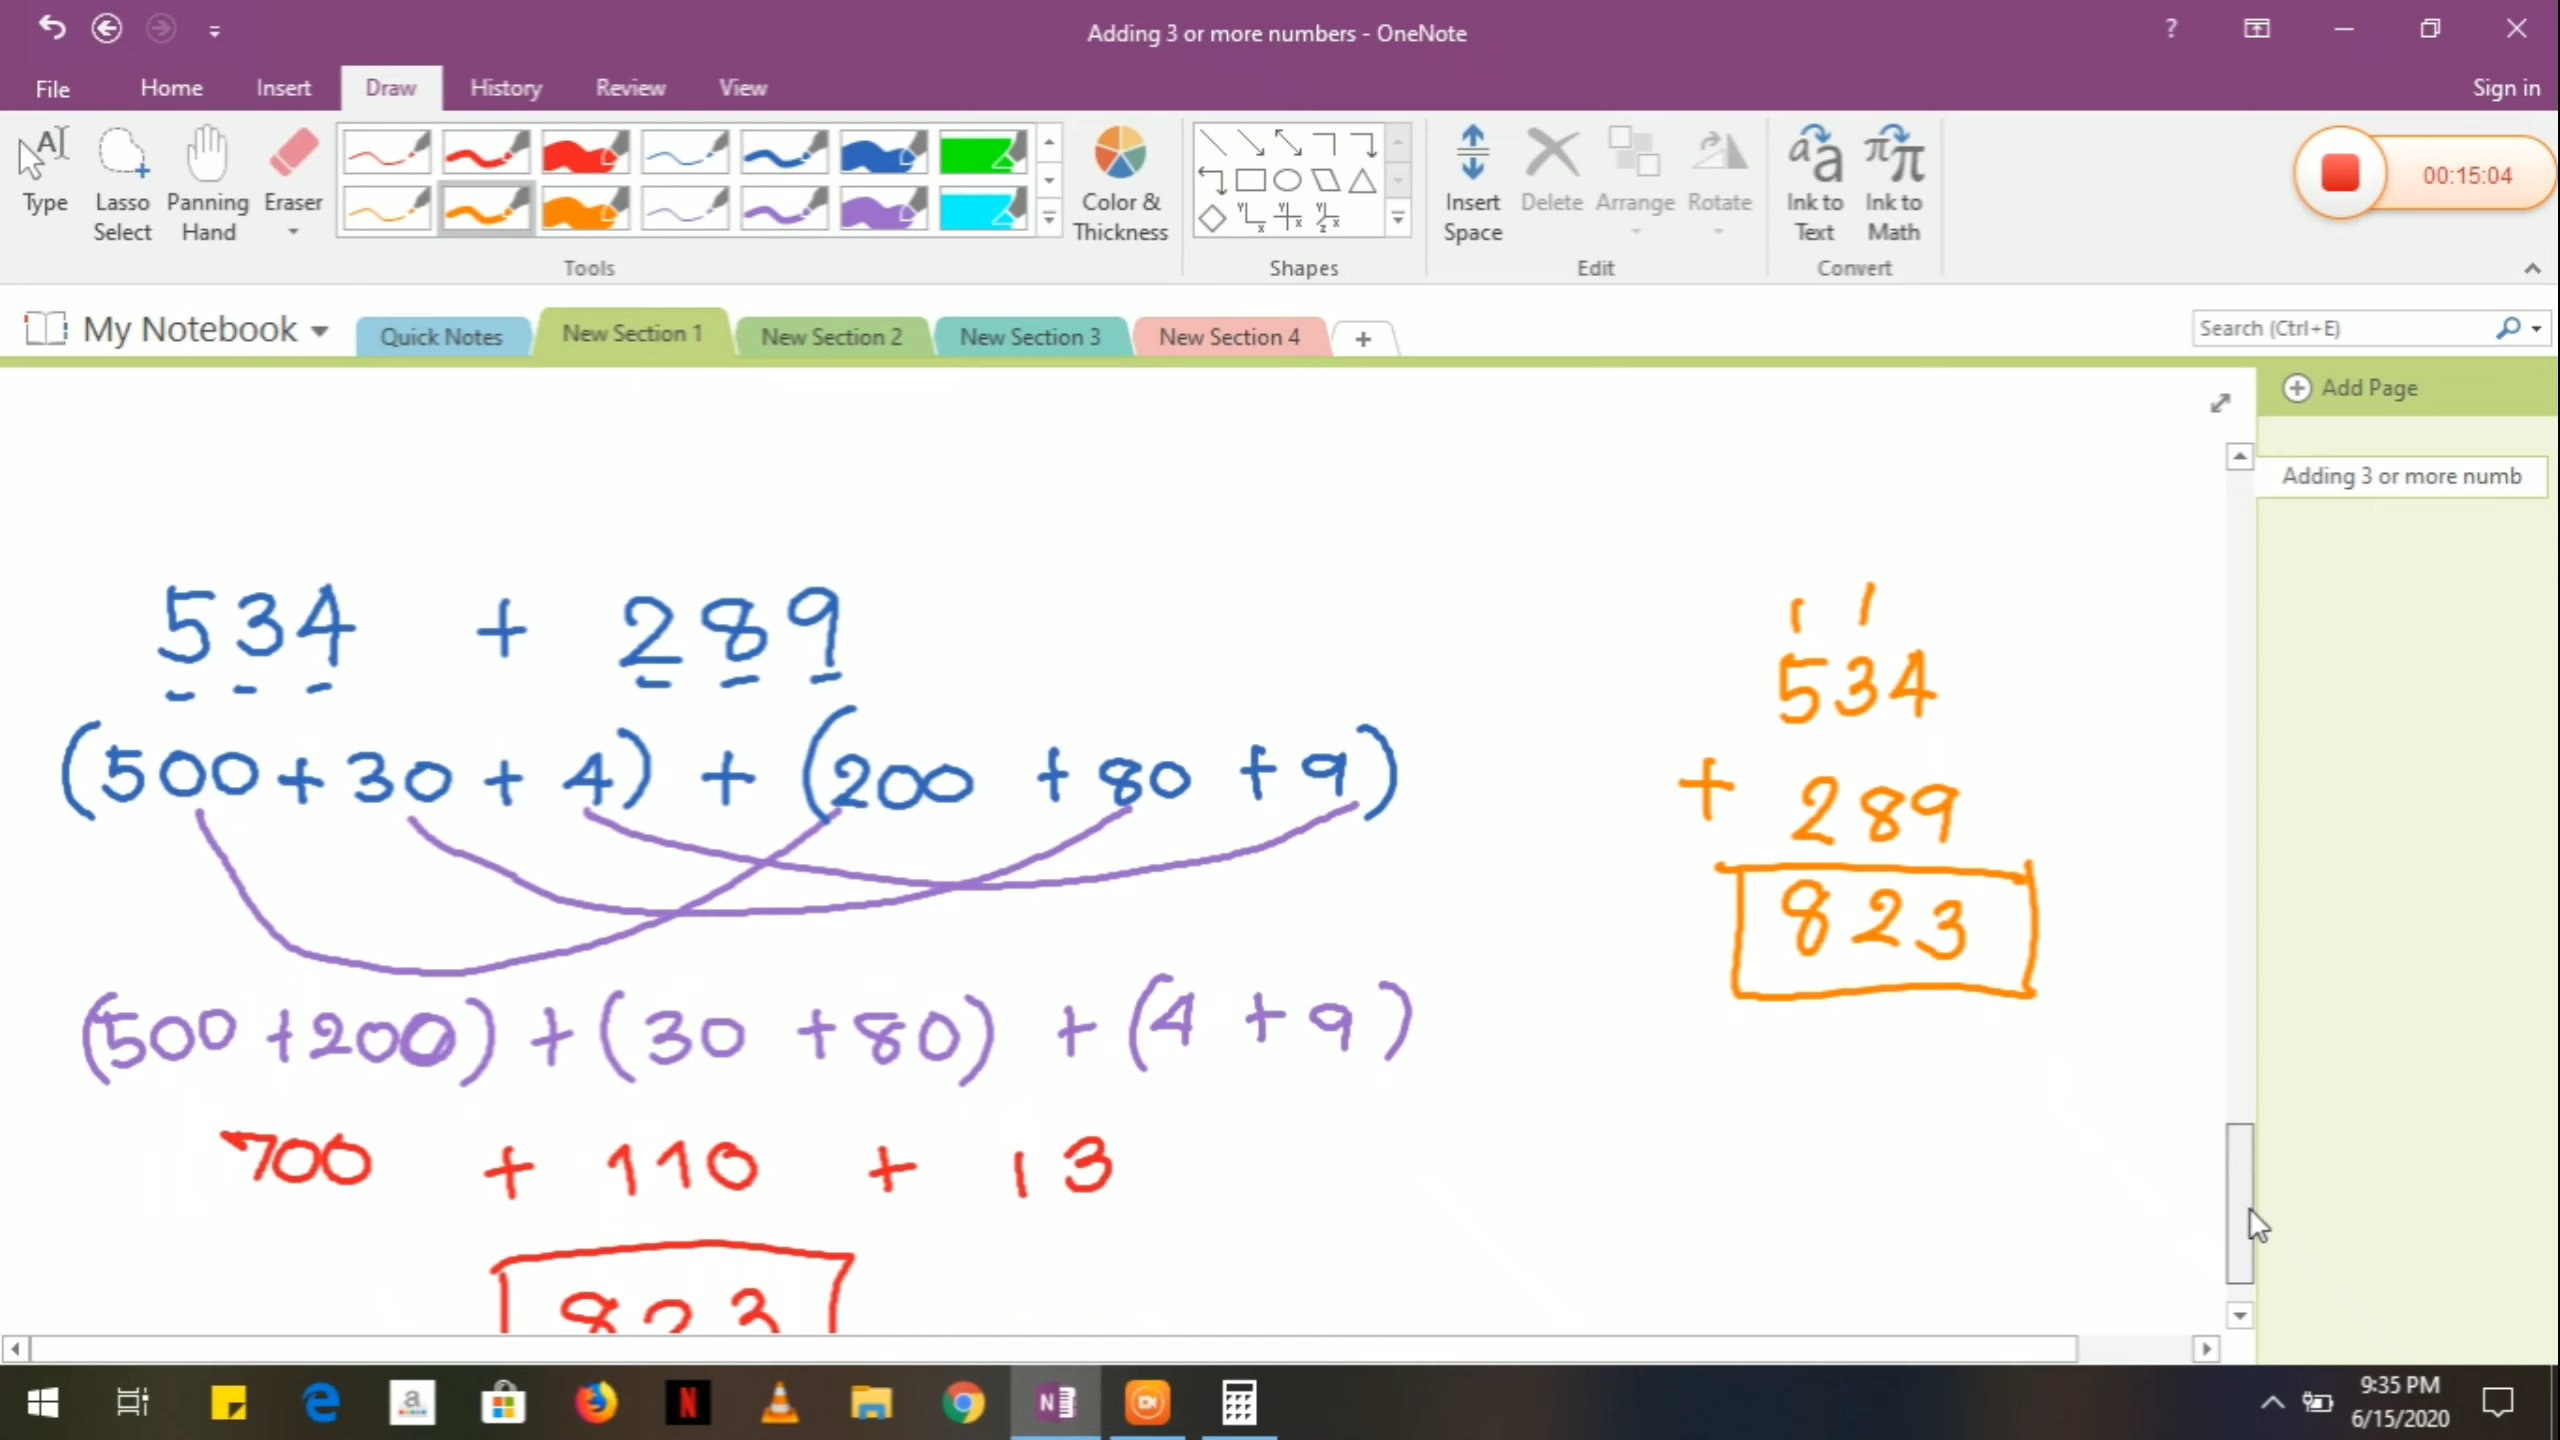 Adding 3 or more numbers - OneNote
?
File Home Insert Draw History Review View Sign in
Type
Lasso Select
Panning Hand
Eraser
Color & Thickness
Insert Space
Delete
Arrange
Rotate
Ink to Text
Ink to Math
00:15:04
Tools Shapes Edit Convert
My Notebook Quick Notes New Section 1 New Section 2 New Section 3 New Section 4 + Search (Ctrl+E)
Add Page
Adding 3 or more numb
534 + 289
(500 + 30 + 4) + (200 + 80 + 9)
(500 + 200) + (30 + 80) + (4 + 9)
700 + 110 + 13
823
1 1
534
+ 289
823
9:35 PM
6/15/2020